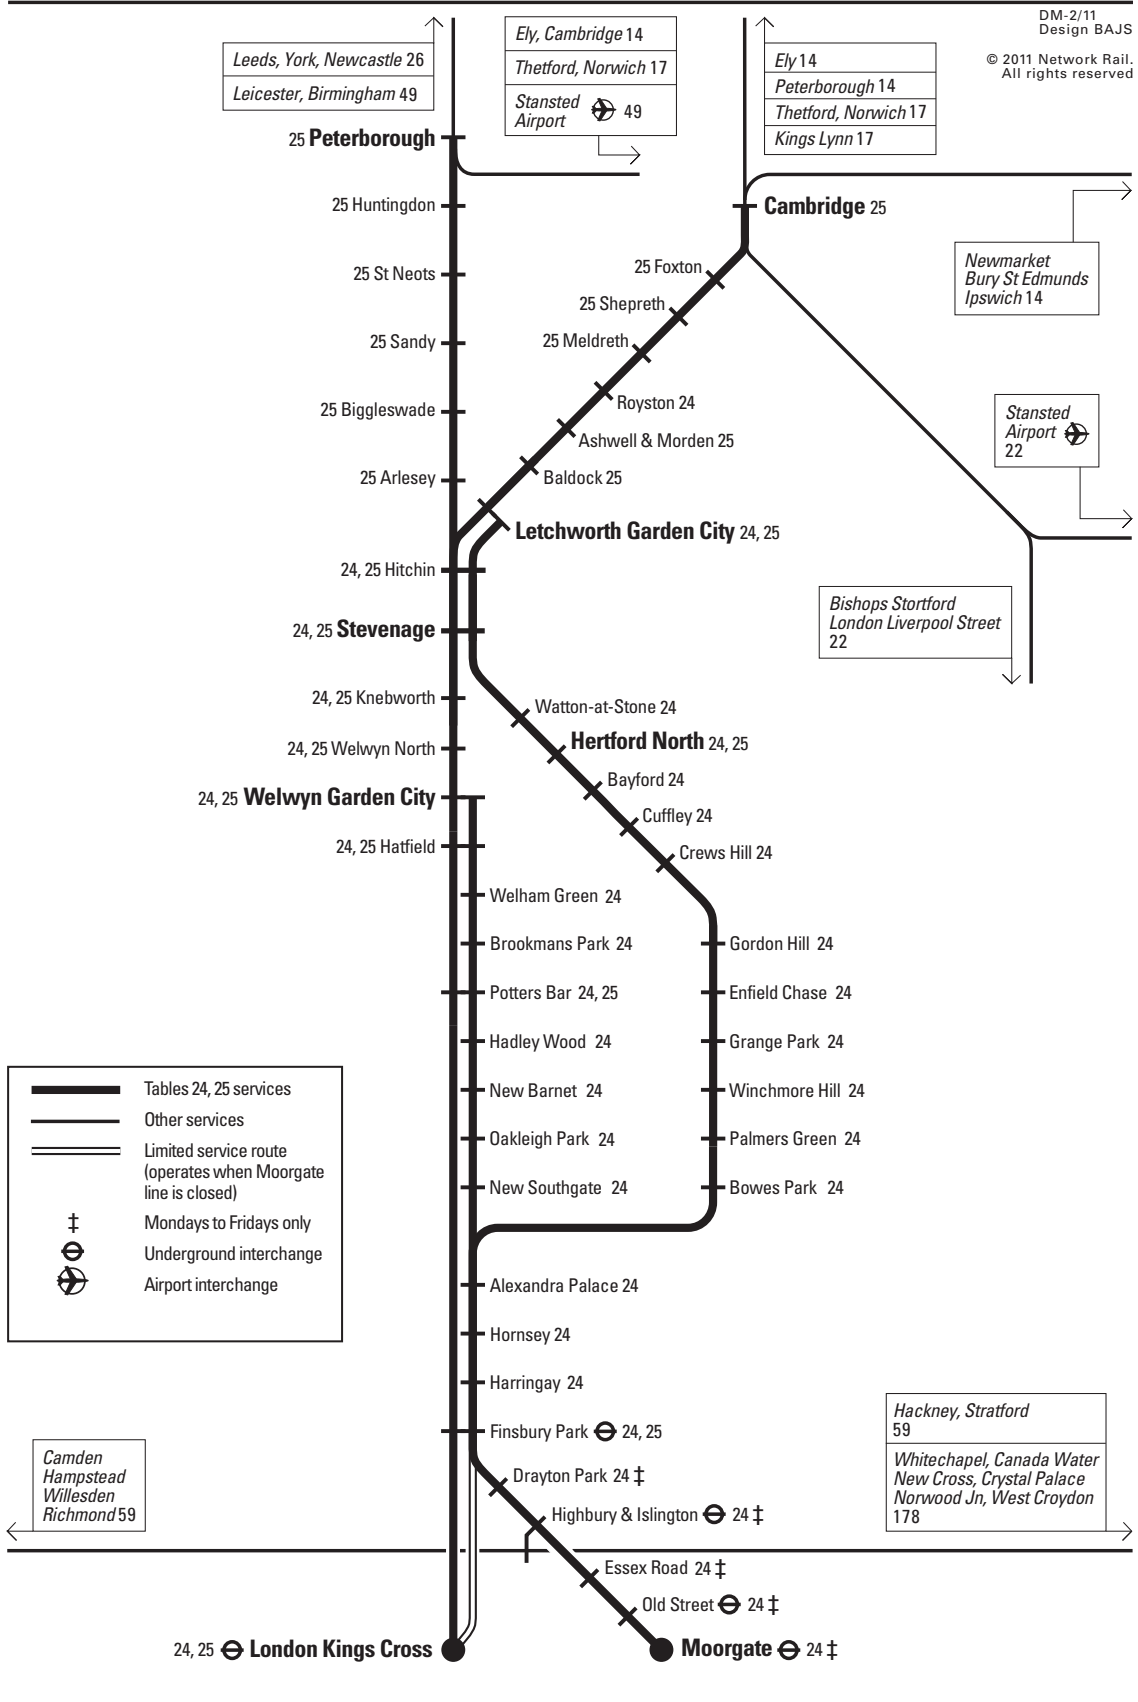 DM-2/11
Design BAJS
© 2011 Network Rail.
All rights reserved
Leeds, York, Newcastle 26
Leicester, Birmingham 49
Ely, Cambridge 14
Thetford, Norwich 17
Stansted
Airport
49
Ely 14
Peterborough 14
Thetford, Norwich 17
Kings Lynn 17
25 Peterborough
25 Huntingdon
25 St Neots
25 Sandy
25 Biggleswade
25 Arlesey
Cambridge 25
25 Foxton
25 Shepreth
25 Meldreth
Royston 24
Ashwell & Morden 25
Baldock 25
Letchworth Garden City 24, 25
Newmarket
Bury St Edmunds
Ipswich 14
Stansted
Airport
22
Bishops Stortford
London Liverpool Street
22
24, 25 Hitchin
24, 25 Stevenage
24, 25 Knebworth
24, 25 Welwyn North
24, 25 Welwyn Garden City
24, 25 Hatfield
Watton-at-Stone 24
Hertford North 24, 25
Bayford 24
Cuffley 24
Crews Hill 24
Welham Green 24
Brookmans Park 24
Potters Bar 24, 25
Hadley Wood 24
New Barnet 24
Oakleigh Park 24
New Southgate 24
Gordon Hill 24
Enfield Chase 24
Grange Park 24
Winchmore Hill 24
Palmers Green 24
Bowes Park 24
Alexandra Palace 24
Hornsey 24
Harringay 24
Finsbury Park 24, 25
Drayton Park 24 ‡
Highbury & Islington 24 ‡
Essex Road 24 ‡
Old Street 24 ‡
Moorgate 24 ‡
24, 25 London Kings Cross
Tables 24, 25 services
Other services
Limited service route
(operates when Moorgate
line is closed)
‡ Mondays to Fridays only
Underground interchange
Airport interchange
Camden
Hampstead
Willesden
Richmond 59
Hackney, Stratford
59
Whitechapel, Canada Water
New Cross, Crystal Palace
Norwood Jn, West Croydon
178